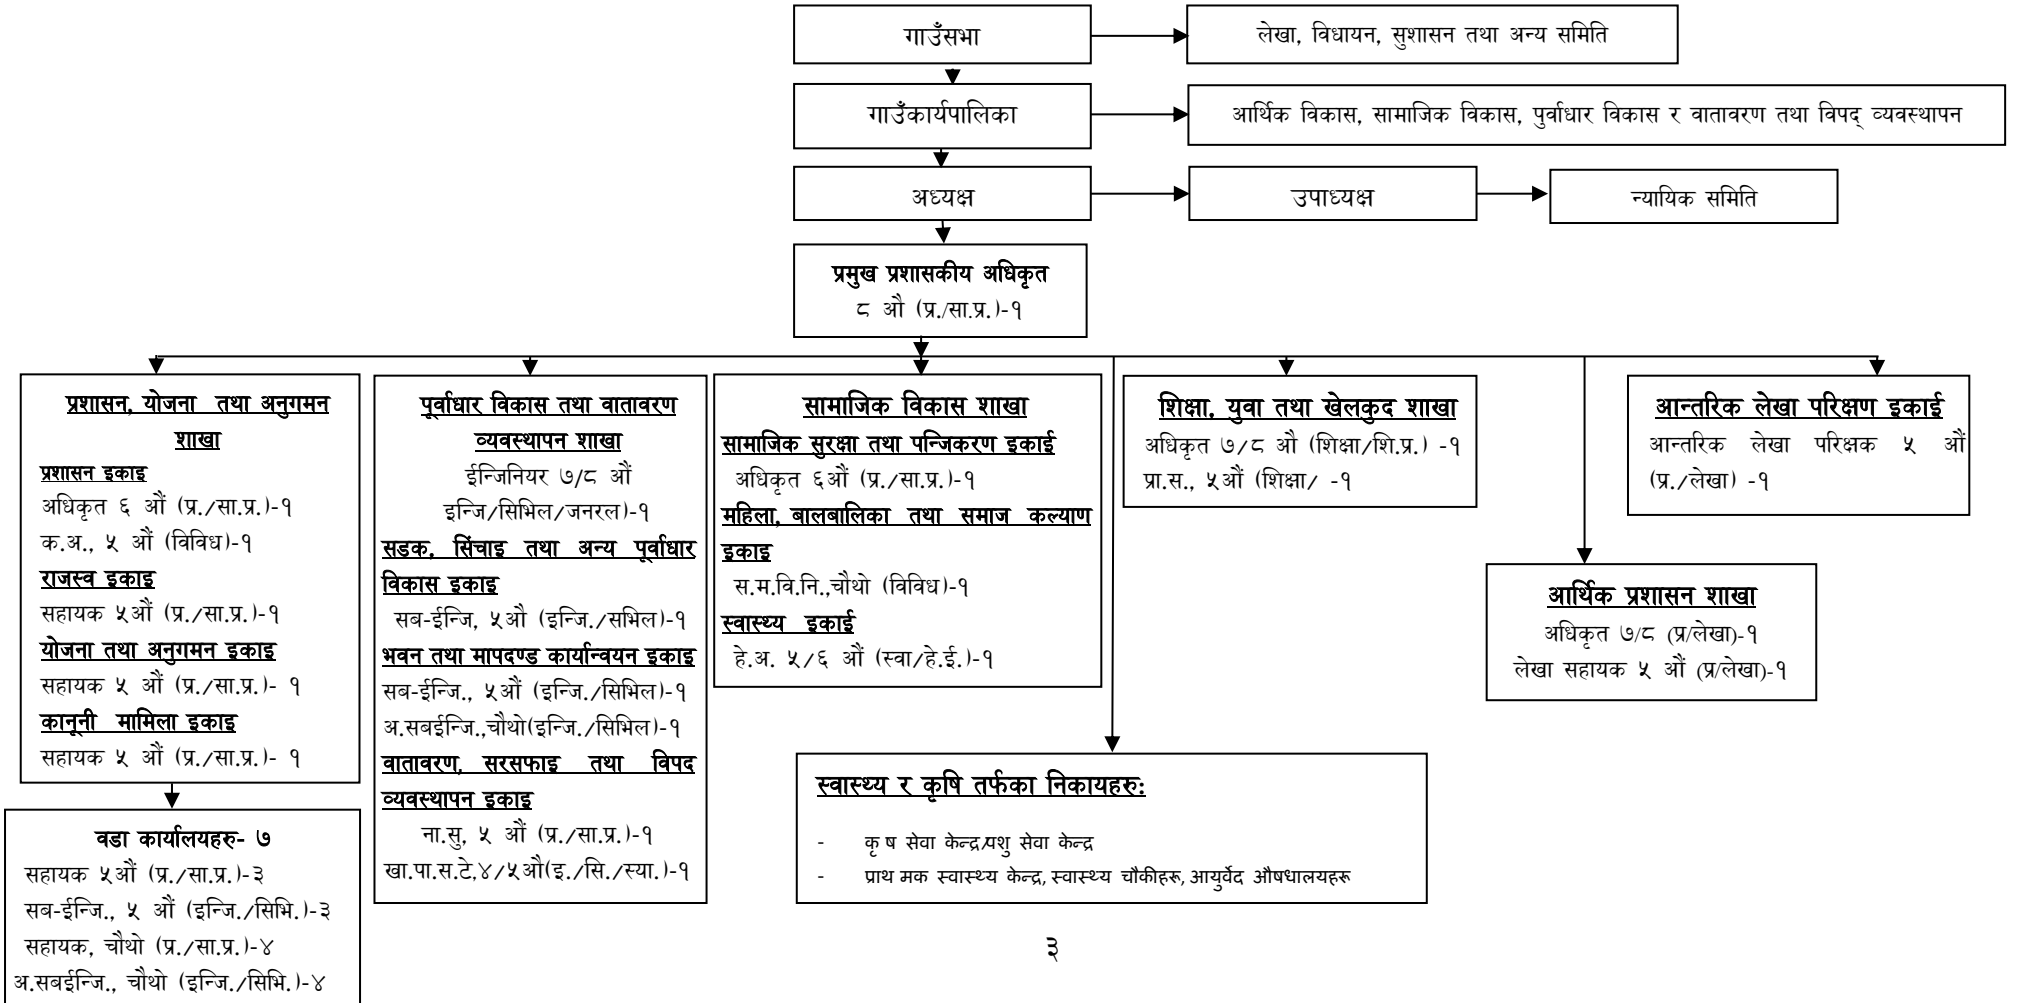 गाउँसभा
लेखा, विधायन, सुशासन तथा अन्य समिति
गाउँकार्यपालिका
आर्थिक विकास, सामाजिक विकास, पुर्वाधार विकास र वातावरण तथा विपद् व्यवस्थापन
अध्यक्ष
उपाध्यक्ष
न्यायिक समिति
प्रमुख प्रशासकीय अधिकृत
८ औ (प्र./सा.प्र.)-१
प्रशासन, योजना तथा अनुगमन
शाखा
प्रशासन इकाइ
अधिकृत ६ औं (प्र./सा.प्र.)-१
क.अ., ५ औं (विविध)-१
राजस्व इकाइ
सहायक ५औं (प्र./सा.प्र.)-१
योजना तथा अनुगमन इकाइ
सहायक ५ औं (प्र./सा.प्र.)- १
कानूनी मामिला इकाइ
सहायक ५ औं (प्र./सा.प्र.)- १
वडा कार्यालयहरु- ७
सहायक ५औं (प्र./सा.प्र.)-३
सब-ईन्जि., ५ औं (इन्जि./सिभि.)-३
सहायक, चौथो (प्र./सा.प्र.)-४
अ.सबईन्जि., चौथो (इन्जि./सिभि.)-४
पूर्वाधार विकास तथा वातावरण
व्यवस्थापन शाखा
ईन्जिनियर ७/८ औं
इन्जि/सिभिल/जनरल)-१
सडक, सिंचाइ तथा अन्य पूर्वाधार
विकास इकाइ
सब-ईन्जि, ५औ (इन्जि./सभिल)-१
भवन तथा मापदण्ड कार्यान्वयन इकाइ
सब-ईन्जि., ५औं (इन्जि./सिभिल)-१
अ.सबईन्जि.,चौथो(इन्जि./सिभिल)-१
वातावरण, सरसफाइ तथा विपद
व्यवस्थापन इकाइ
ना.सु, ५ औं (प्र./सा.प्र.)-१
खा.पा.स.टे,४/५औ(इ./सि./स्या.)-१
सामाजिक विकास शाखा
सामाजिक सुरक्षा तथा पन्जिकरण इकाई
अधिकृत ६औं (प्र./सा.प्र.)-१
महिला, बालबालिका तथा समाज कल्याण
इकाइ
स.म.वि.नि.,चौथो (विविध)-१
स्वास्थ्य इकाई
हे.अ. ५/६ औं (स्वा/हे.ई.)-१
शिक्षा, युवा तथा खेलकुद शाखा
अधिकृत ७/८ औ (शिक्षा/शि.प्र.) -१
प्रा.स., ५औं (शिक्षा/ -१
आन्तरिक लेखा परिक्षण इकाई
आन्तरिक लेखा परिक्षक ५ औं
(प्र./लेखा) -१
आर्थिक प्रशासन शाखा
अधिकृत ७/८ (प्र/लेखा)-१
लेखा सहायक ५ औं (प्र/लेखा)-१
स्वास्थ्य र कृषि तर्फका निकायहरु:
- कृ ष सेवा केन्द्र/पशु सेवा केन्द्र
- प्राथ मक स्वास्थ्य केन्द्र, स्वास्थ्य चौकीहरू, आयुर्वेद औषधालयहरू
३